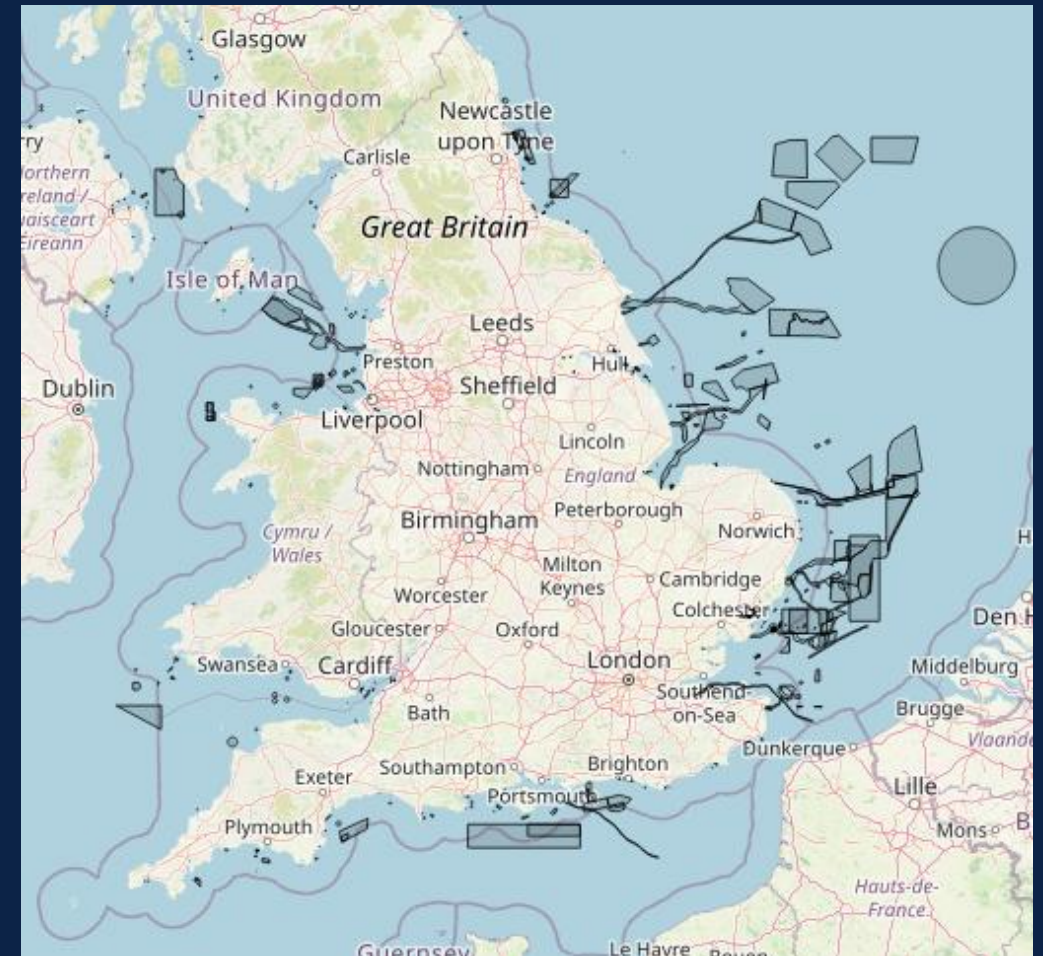 Glasgow
United Kingdom
Newcastle
upon Tyne
ry
Carlisle
Northern
Great Britain
Isle of Man
Leeds
Preston
Hull
Dublin
Sheffield
Liverpool
Lincoln
Nottingham
England
Peterborough
Birmingham
Norwich
Cymru /
Wales
Milton
Keynes
Cambridge
Worcester
Colchester
Gloucester
Oxford
Den H
London
Swansea
Cardiff
Middelburg
Southend-
on-Sea
Bath
Brugge
Vlaande
Dunkerque
Southampton
Brighton
Exeter
Lille
Portsmouth
Plymouth
Mons
B
Hauts-de-
France
Guernsey
Le Havre